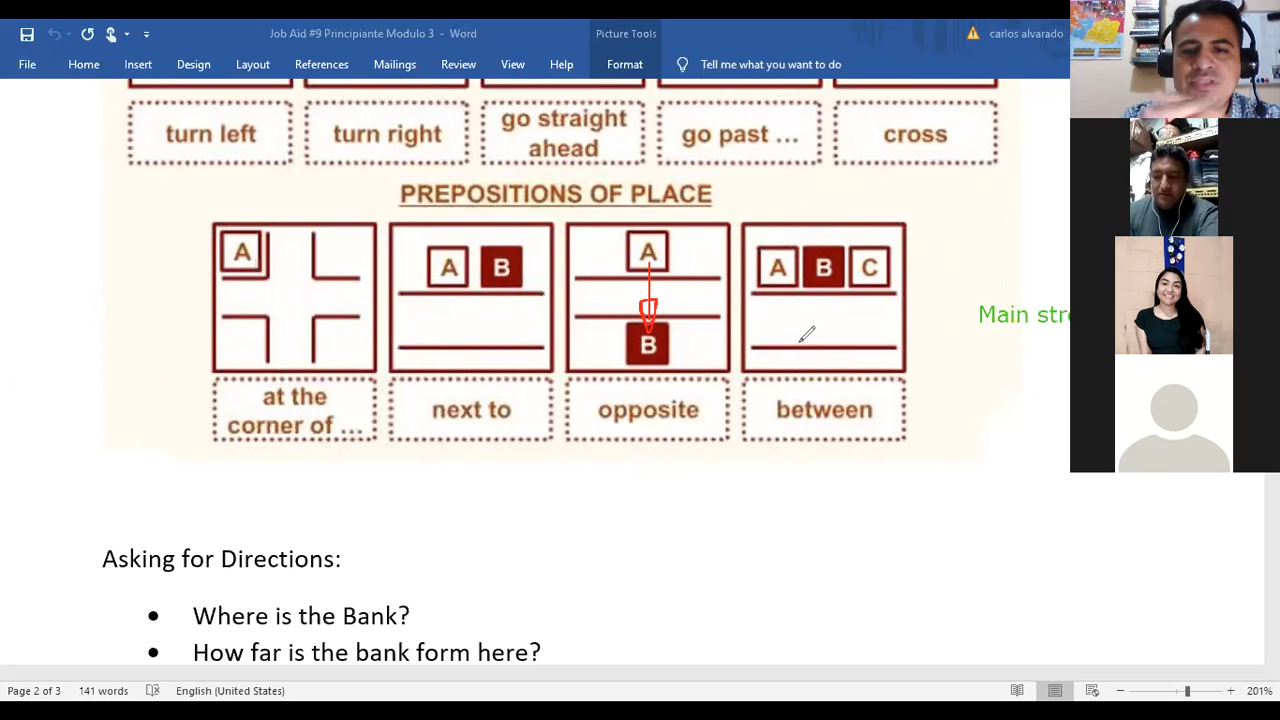 Job Aid #9 Principiante Modulo 3 - Word
Picture Tools
carlos alvarado
File Home Insert Design Layout References Mailings Review View Help Format Tell me what you want to do
turn left
turn right
go straight
ahead
go past ...
cross
PREPOSITIONS OF PLACE
A
A B
A
B
A B C
Main
at the
corner of ...
next to
opposite
between
Asking for Directions:
• Where is the Bank?
• How far is the bank form here?
Page 2 of 3 141 words English (United States) 201%